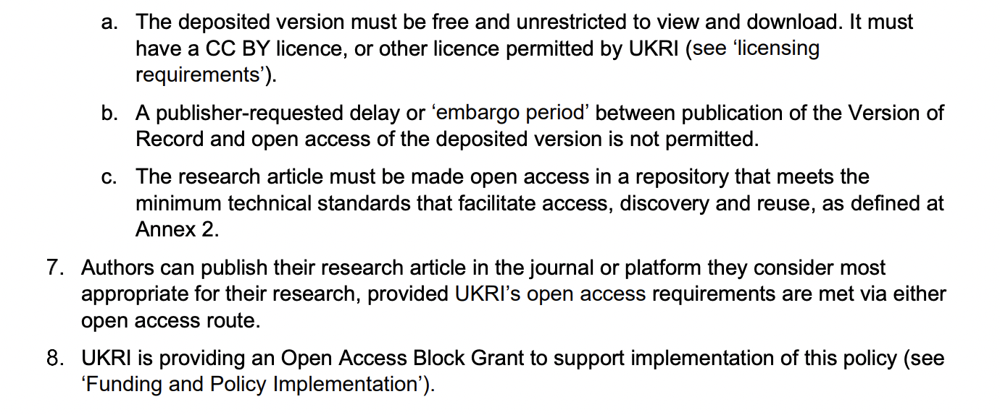 a. The deposited version must be free and unrestricted to view and download. It must
have a CC BY licence, or other licence permitted by UKRI (see ‘licensing
requirements’).
b. A publisher-requested delay or ‘embargo period’ between publication of the Version of
Record and open access of the deposited version is not permitted.
c. The research article must be made open access in a repository that meets the
minimum technical standards that facilitate access, discovery and reuse, as defined at
Annex 2.
7. Authors can publish their research article in the journal or platform they consider most
appropriate for their research, provided UKRI’s open access requirements are met via either
open access route.
8. UKRI is providing an Open Access Block Grant to support implementation of this policy (see
‘Funding and Policy Implementation’).